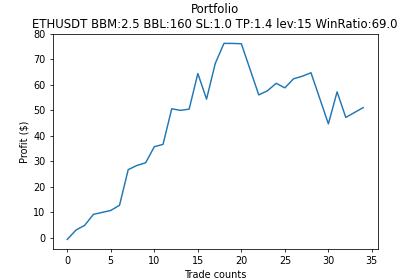 Portfolio
ETHUSDT BBM:2.5 BBL:160 SL:1.0 TP:1.4 lev:15 WinRatio:69.0
80
70
60
50
40
30
20
10
0
Profit ($)
0 5 10 15 20 25 30 35
Trade counts